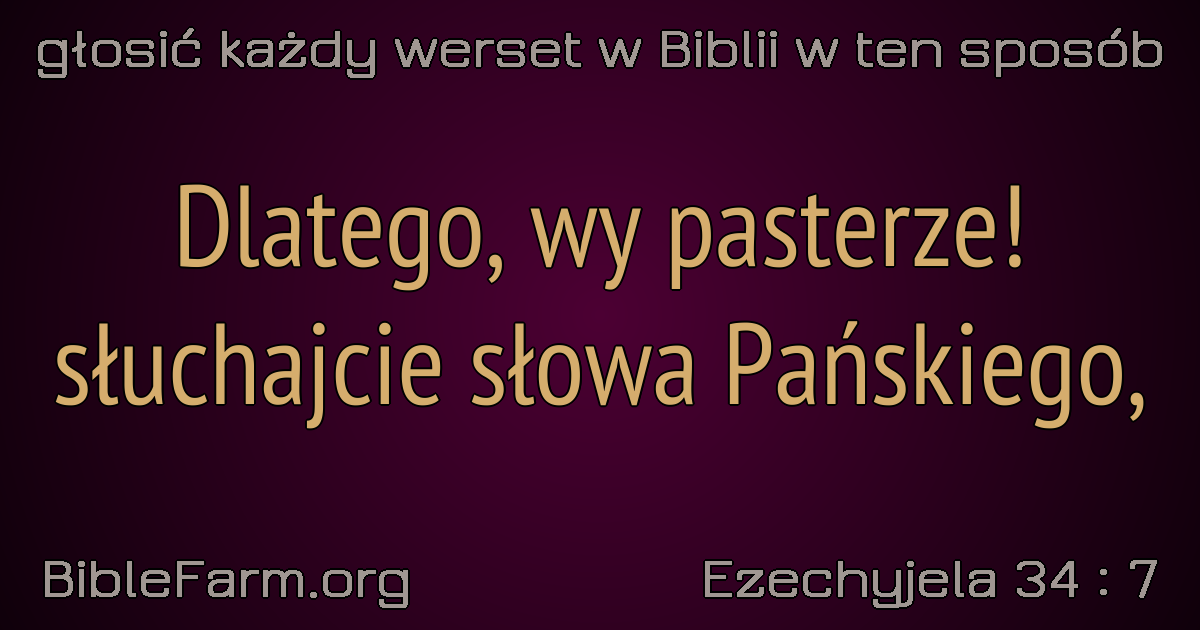 głosić każdy werset w Biblii w ten sposób
Dlatego, wy pasterze!
słuchajcie słowa Pańskiego,
BibleFarm.org
Ezechyjela 34 : 7